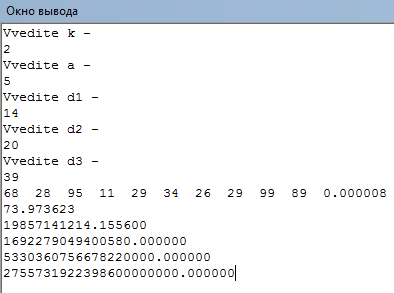 Окно вывода
Vvedite k -
2
Vvedite a -
5
Vvedite d1 -
14
Vvedite d2 -
20
Vvedite d3 -
39
68 28 95 11 29 34 26 29 99 89 0.000008
73.973623
19857141214.155600
1692279049400580.000000
5330360756678220000.000000
2755731922398600000000.000000